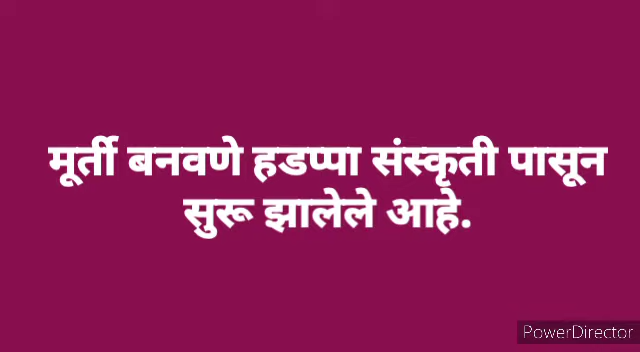 मूर्ती बनवणे हडप्पा संस्कृती पासून
सुरू झालेले आहे.
PowerDirector